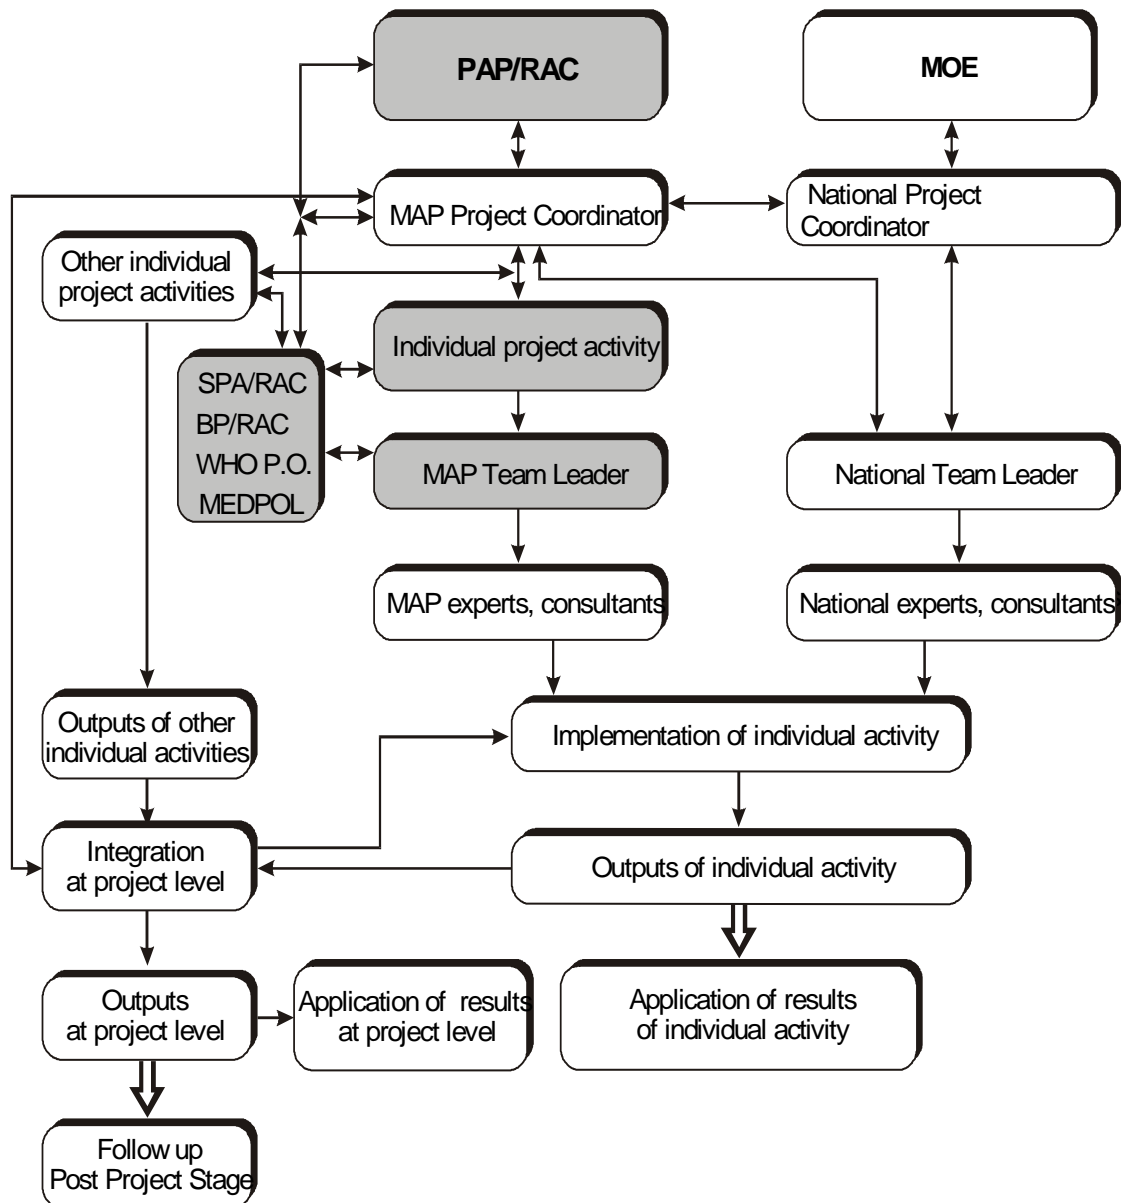 PAP/RAC
MOE
MAP Project Coordinator
National Project
Coordinator
Other individual
project activities
Individual project activity
SPA/RAC
BP/RAC
WHO P.O.
MEDPOL
MAP Team Leader
National Team Leader
MAP experts, consultants
National experts, consultants
Outputs of other
individual activities
Implementation of individual activity
Integration
at project level
Outputs of individual activity
Outputs
at project level
Application of results
at project level
Application of results
of individual activity
Follow up
Post Project Stage